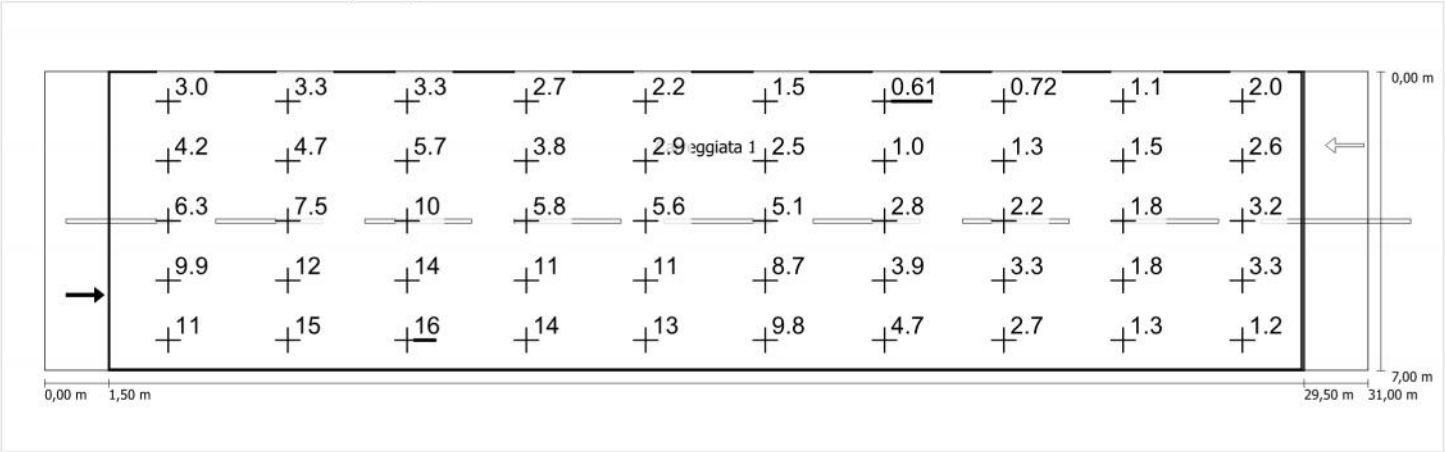 3.0 3.3 3.3 2.7 2.2 1.5 0.61 0.72 1.1 2.0
0,00 m
4.2 4.7 5.7 3.8 2.9 eggiata 1 2.5 1.0 1.3 1.5 2.6
6.3 7.5 10 5.8 5.6 5.1 2.8 2.2 1.8 3.2
9.9 12 14 11 11 8.7 3.9 3.3 1.8 3.3
11 15 16 14 13 9.8 4.7 2.7 1.3 1.2
7,00 m
0,00 m 1,50 m 29,50 m 31,00 m